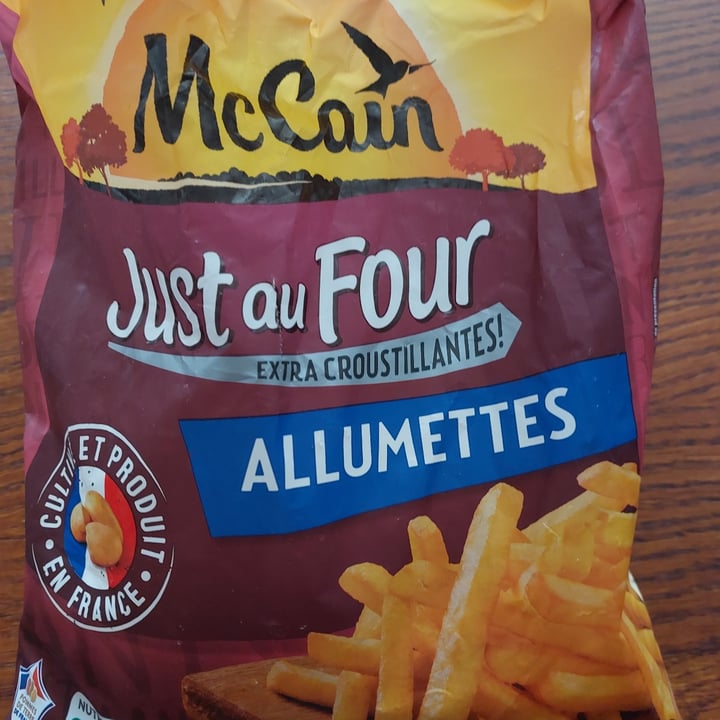 McCain
Just au Four
EXTRA CROUSTILLANTES!
ALLUMETTES
CULTIVÉ ET PRODUIT
EN FRANCE